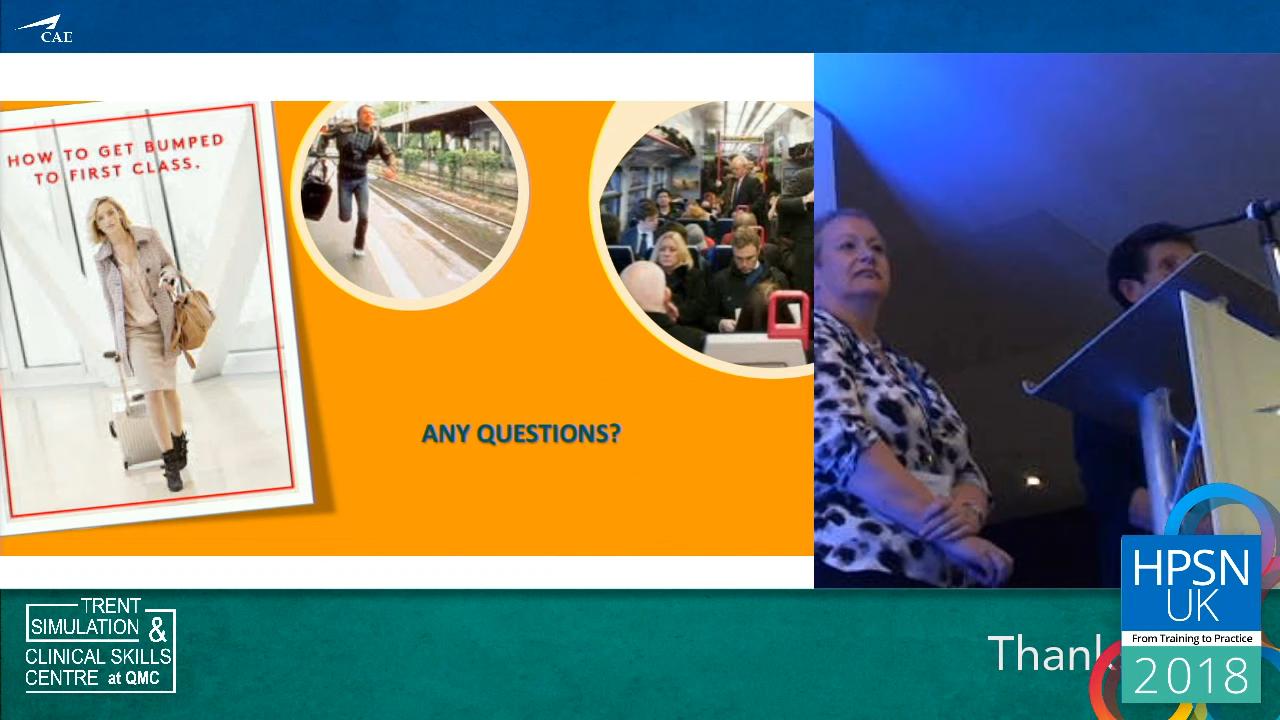 CAE
HOW TO GET BUMPED
TO FIRST CLASS.
ANY QUESTIONS?
TRENT
SIMULATION &
CLINICAL SKILLS
CENTRE at QMC
Thank
HPSN
UK
From Training to Practice
2018